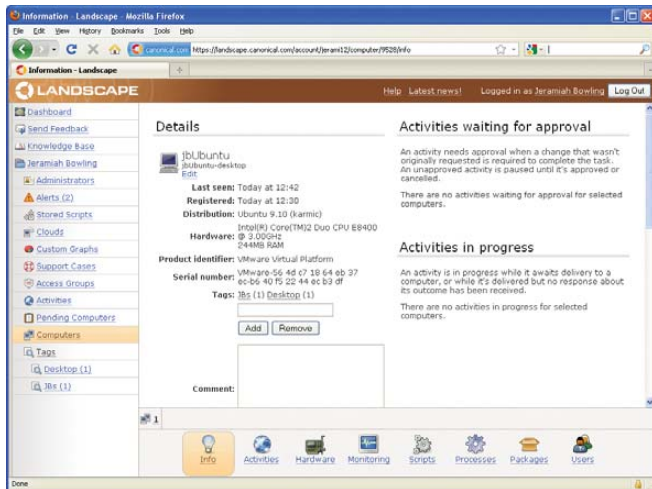 Information - Landscape - Mozilla Firefox
File Edit View History Bookmarks Tools Help
canonical.com https://landscape.canonical.com/account/jerami12/computer/9528/info
Information - Landscape
LANDSCAPE
Help Latest news! Logged in as Jeramiah Bowling Log Out
Dashboard
Send Feedback
Knowledge Base
Jeramiah Bowling
Administrators
Alerts (2)
Stored Scripts
Clouds
Custom Graphs
Support Cases
Access Groups
Activities
Pending Computers
Computers
Tags
Desktop (1)
JBs (1)
Details
jbUbuntu
jbUbuntu-desktop
Edit
Last seen: Today at 12:42
Registered: Today at 12:30
Distribution: Ubuntu 9.10 (karmic)
Hardware: Intel(R) Core(TM)2 Duo CPU E8400
@ 3.00GHz
244MB RAM
Product identifier: VMware Virtual Platform
Serial number: VMware-56 4d c7 18 64 eb 37
ec-b6 40 f5 22 44 ec b3 df
Tags: JBs (1) Desktop (1)
Add Remove
Comment:
Activities waiting for approval
An activity needs approval when a change that wasn't
originally requested is required to complete the task.
An unapproved activity is paused until it's approved or
cancelled.
There are no activities waiting for approval for selected
computers.
Activities in progress
An activity is in progress while it awaits delivery to a
computer, or while it's delivered but no response about
its outcome has been received.
There are no activities in progress for selected
computers.
1
Info Activities Hardware Monitoring Scripts Processes Packages Users
Done